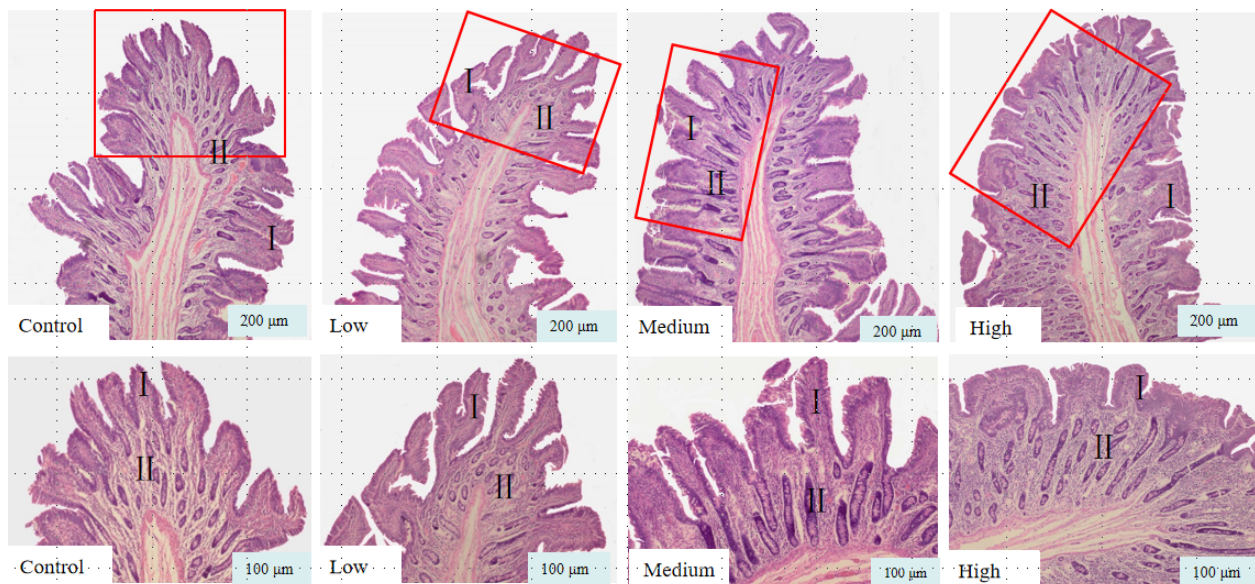 I
II
Control
200 μm
I
II
Low
200 μm
I
II
Medium
200 μm
I
II
High
200 μm
I
II
Control
100 μm
I
II
Low
100 μm
I
II
Medium
100 μm
I
II
High
100 μm